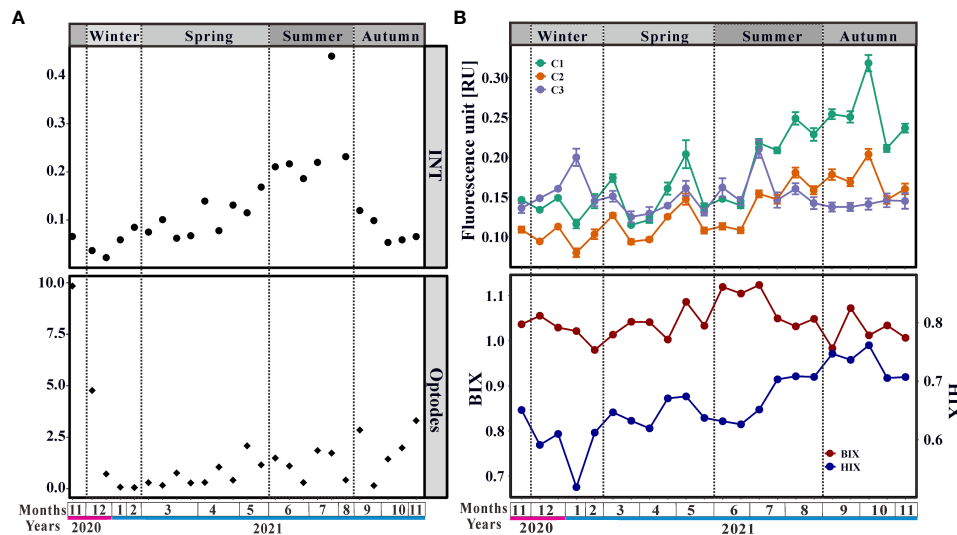 A
Winter Spring Summer Autumn
0.4
0.3
0.2
0.1
INT
10.0
7.5
5.0
2.5
0.0
Optodes
Months 11 12 1 2 3 4 5 6 7 8 9 10 11
Years 2020 2021
B
Winter Spring Summer Autumn
Fluorescence unit [RU]
0.30
0.25
0.20
0.15
0.10
C1
C2
C3
BIX
1.1
1.0
0.9
0.8
0.7
HIX
0.8
0.7
0.6
BIX
HIX
Months 11 12 1 2 3 4 5 6 7 8 9 10 11
Years 2020 2021